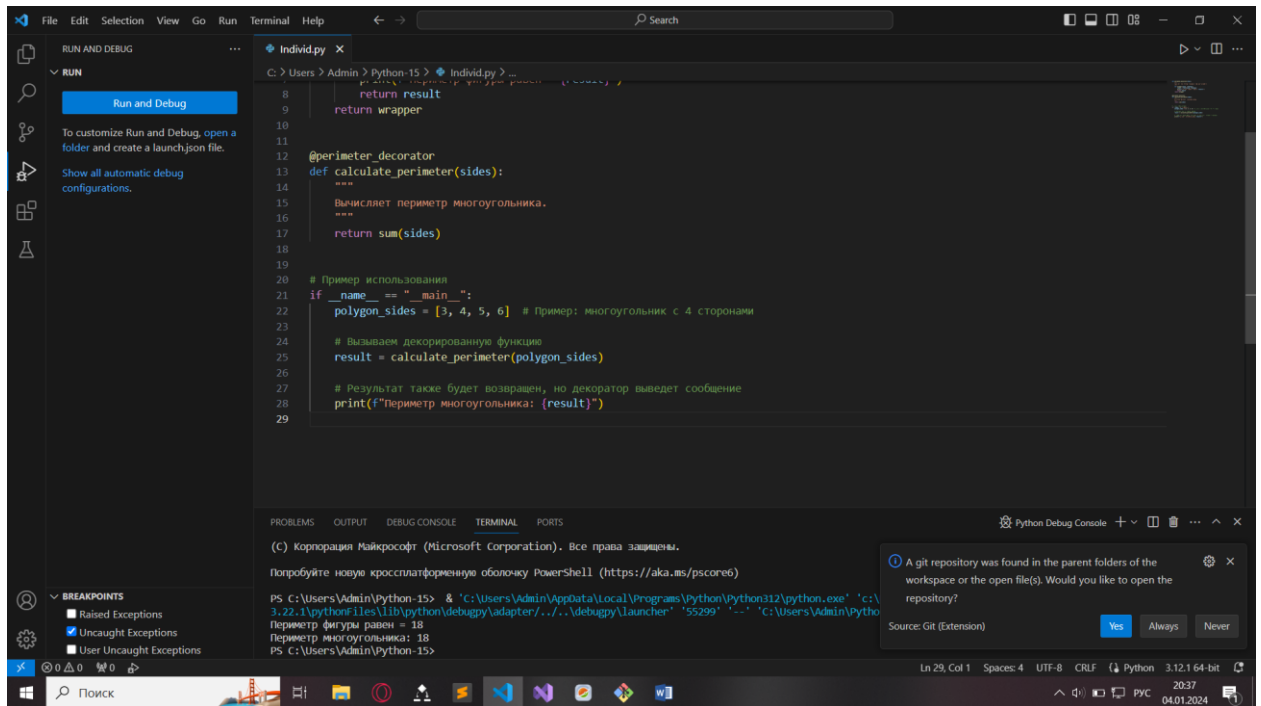 File Edit Selection View Go Run Terminal Help
Search
RUN AND DEBUG
RUN
Run and Debug
To customize Run and Debug, open a
folder and create a launch.json file.
Show all automatic debug
configurations.
BREAKPOINTS
Raised Exceptions
Uncaught Exceptions
User Uncaught Exceptions
Individ.py
C: > Users > Admin > Python-15 > Individ.py > ...
8 return result
9 return wrapper
10
11
12 @perimeter_decorator
13 def calculate_perimeter(sides):
14 """
15 Вычисляет периметр многоугольника.
16 """
17 return sum(sides)
18
19
20 # Пример использования
21 if __name__ == "__main__":
22 polygon_sides = [3, 4, 5, 6] # Пример: многоугольник с 4 сторонами
23
24 # Вызываем декорированную функцию
25 result = calculate_perimeter(polygon_sides)
26
27 # Результат также будет возвращен, но декоратор выведет сообщение
28 print(f"Периметр многоугольника: {result}")
29
PROBLEMS OUTPUT DEBUG CONSOLE TERMINAL PORTS
Python Debug Console
(C) Корпорация Майкрософт (Microsoft Corporation). Все права защищены.
Попробуйте новую кроссплатформенную оболочку PowerShell (https://aka.ms/pscore6)
PS C:\Users\Admin\Python-15> & 'C:\Users\Admin\AppData\Local\Programs\Python\Python312\python.exe' 'c:\
3.22.1\pythonFiles\lib\python\debugpy\adapter/../..\debugpy\launcher' '55299' '--' 'C:\Users\Admin\Pytho
Периметр фигуры равен = 18
Периметр многоугольника: 18
PS C:\Users\Admin\Python-15>
A git repository was found in the parent folders of the
workspace or the open file(s). Would you like to open the
repository?
Source: Git (Extension)
Yes Always Never
0 0 0
Ln 29, Col 1 Spaces: 4 UTF-8 CRLF Python 3.12.1 64-bit
Поиск
РУС
20:37
04.01.2024